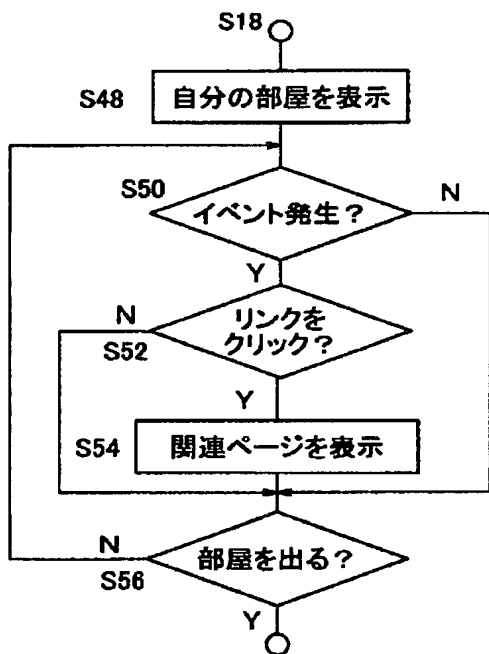 S18
S48
自分の部屋を表示
S50
イベント発生?
N
Y
リンクを
クリック?
N
S52
Y
S54
関連ページを表示
N
部屋を出る?
S56
Y